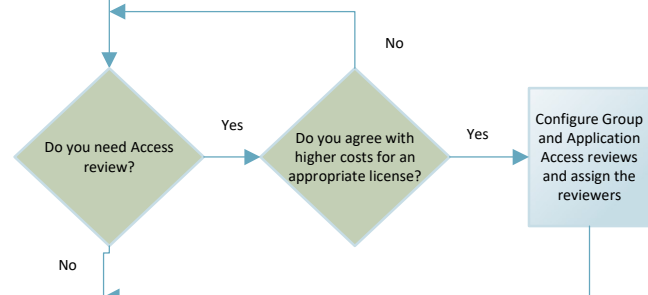 No
Do you need Access
review?
Yes
Do you agree with
higher costs for an
appropriate license?
Yes
Configure Group
and Application
Access reviews
and assign the
reviewers
No